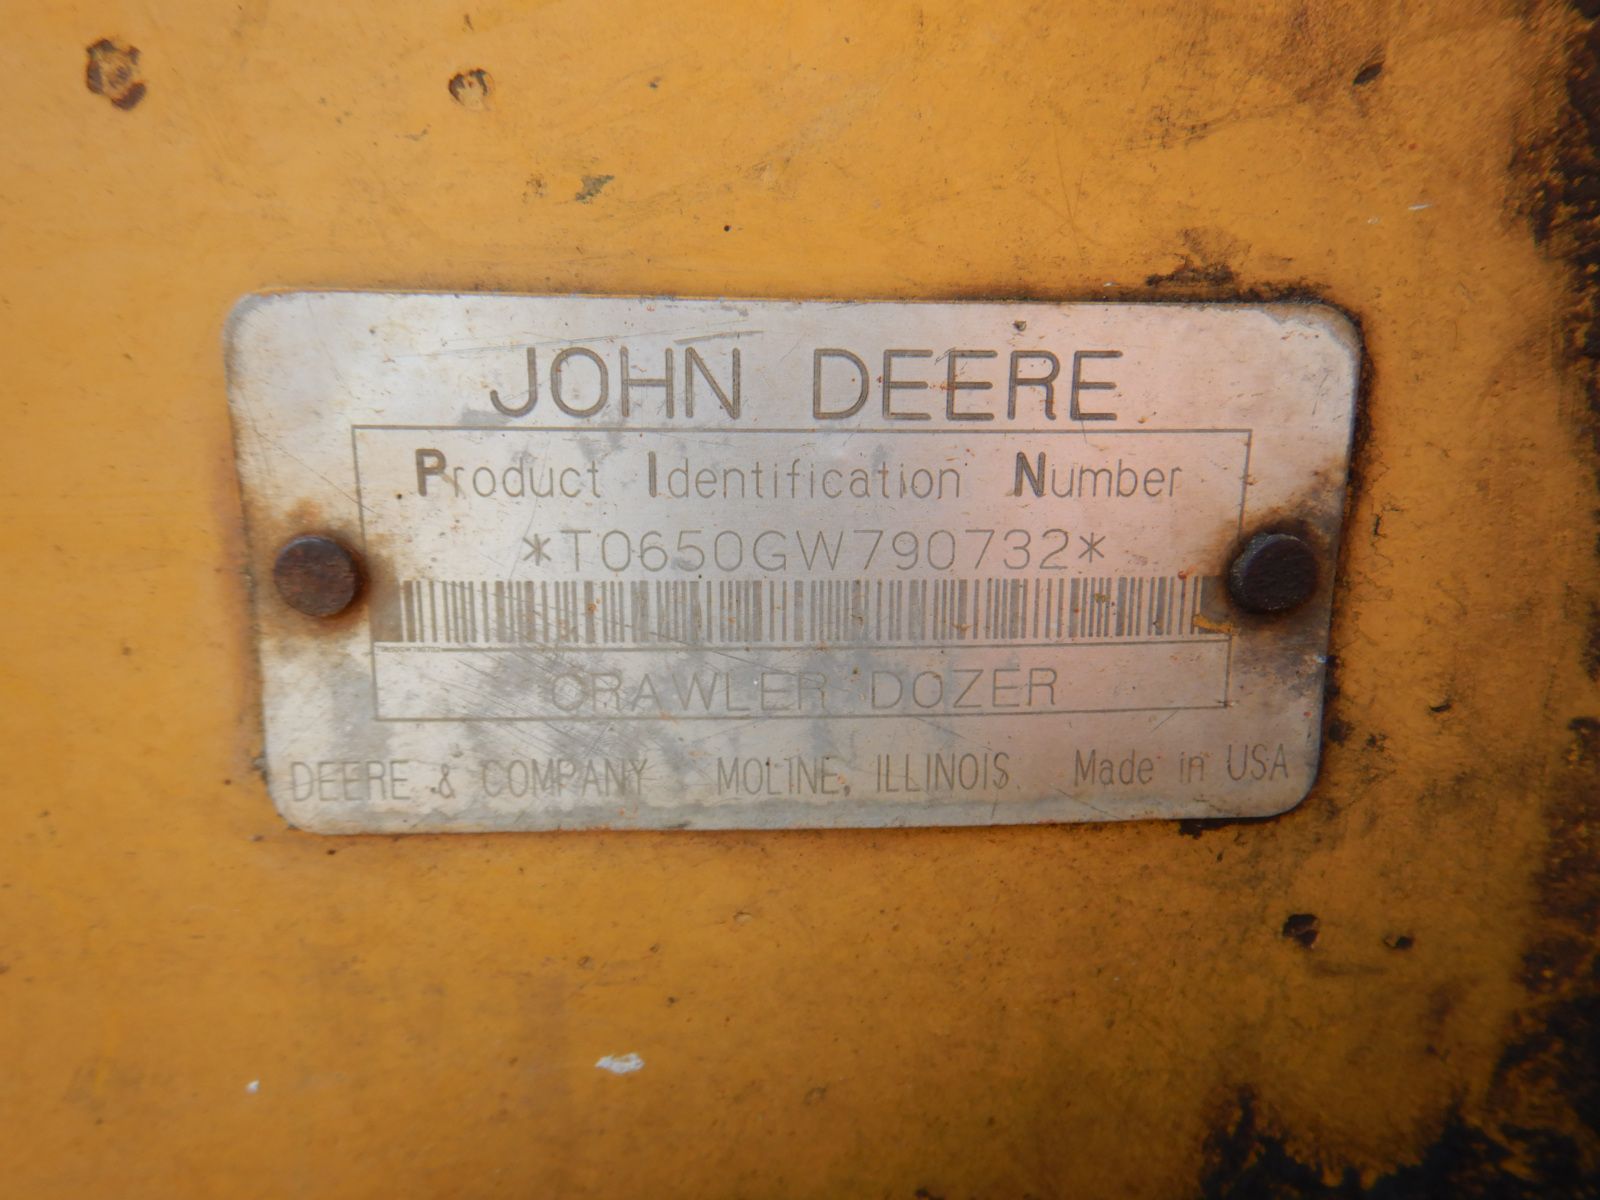 JOHN DEERE
Product Identification Number
*T0650GW790732*
CRAWLER DOZER
DEERE & COMPANY MOLINE, ILLINOIS Made in USA